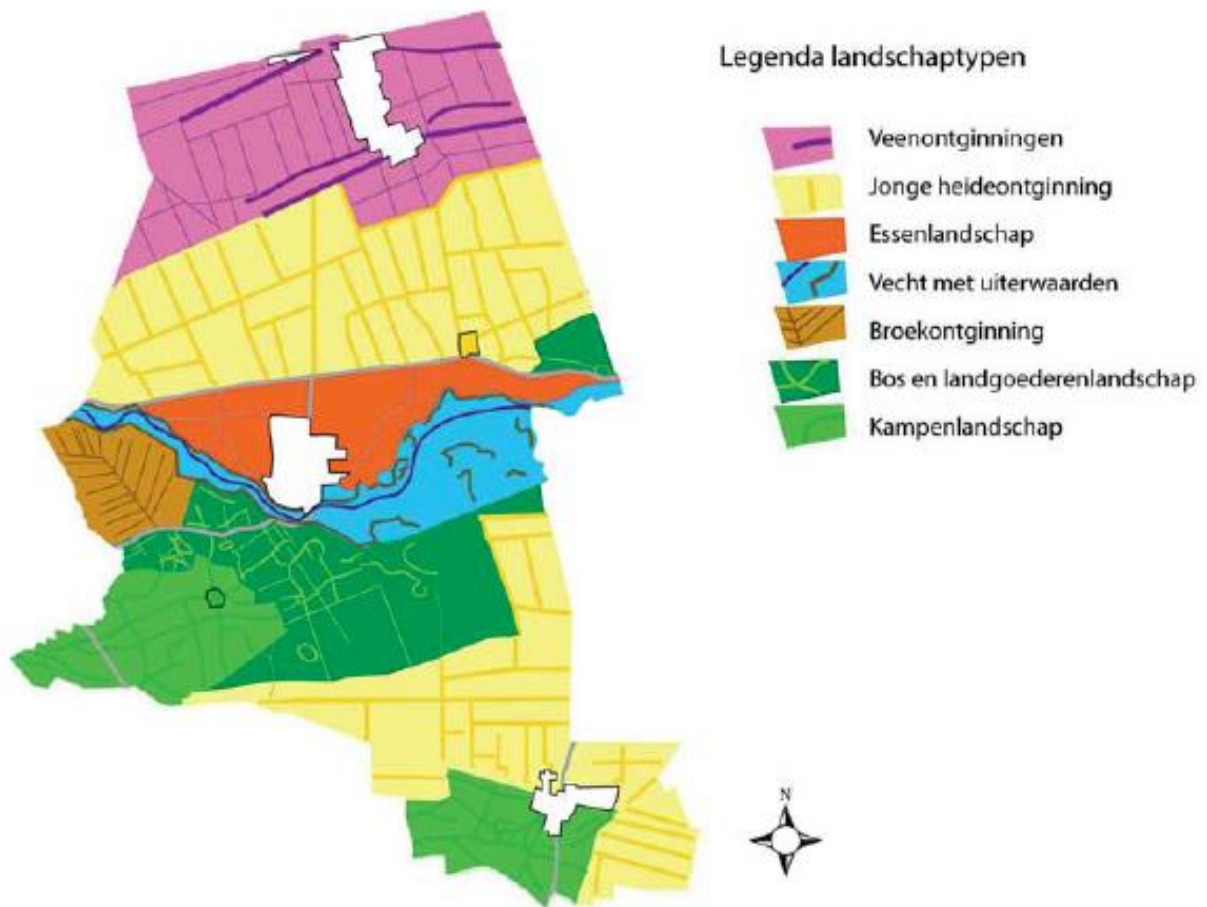 Legenda landschaptypen
Veenontginningen
Jonge heideontginning
Essenlandschap
Vecht met uiterwaarden
Broekontginning
Bos en landgoederenlandschap
Kampenlandschap
N